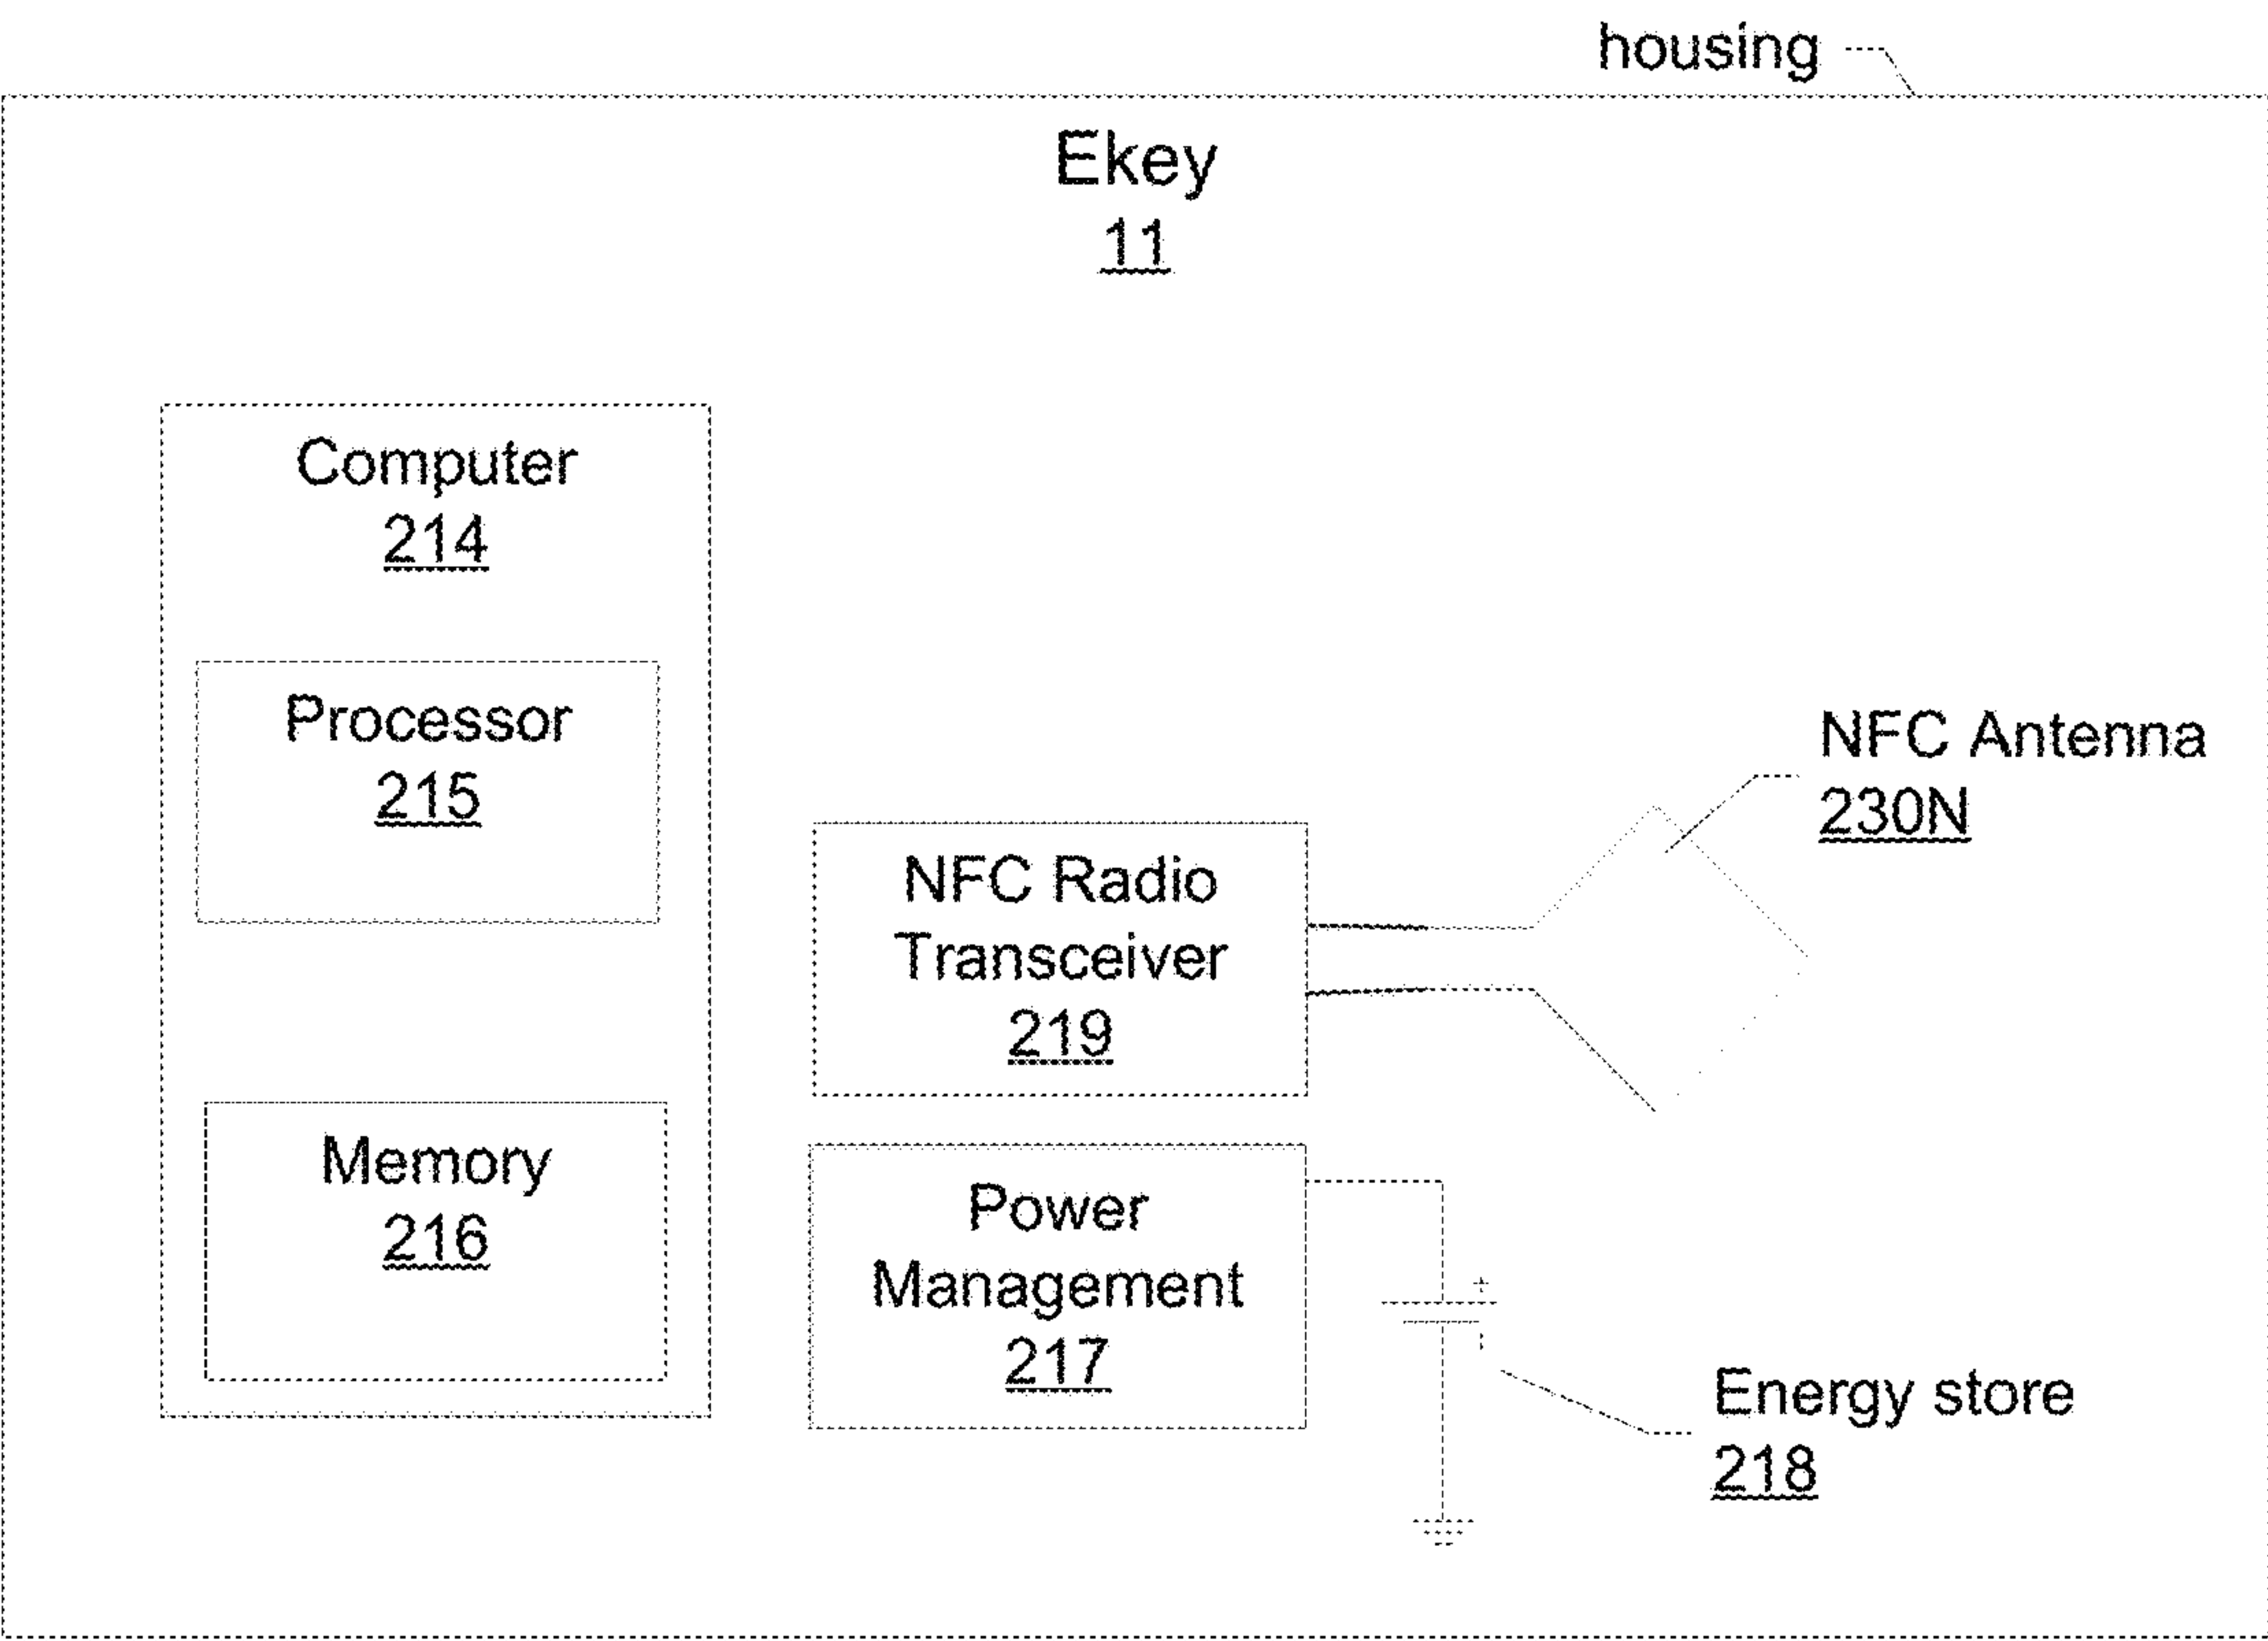 housing
Ekey
11
Computer
214
Processor
215
Memory
216
NFC Radio
Transceiver
219
NFC Antenna
230N
Power
Management
217
Energy store
218